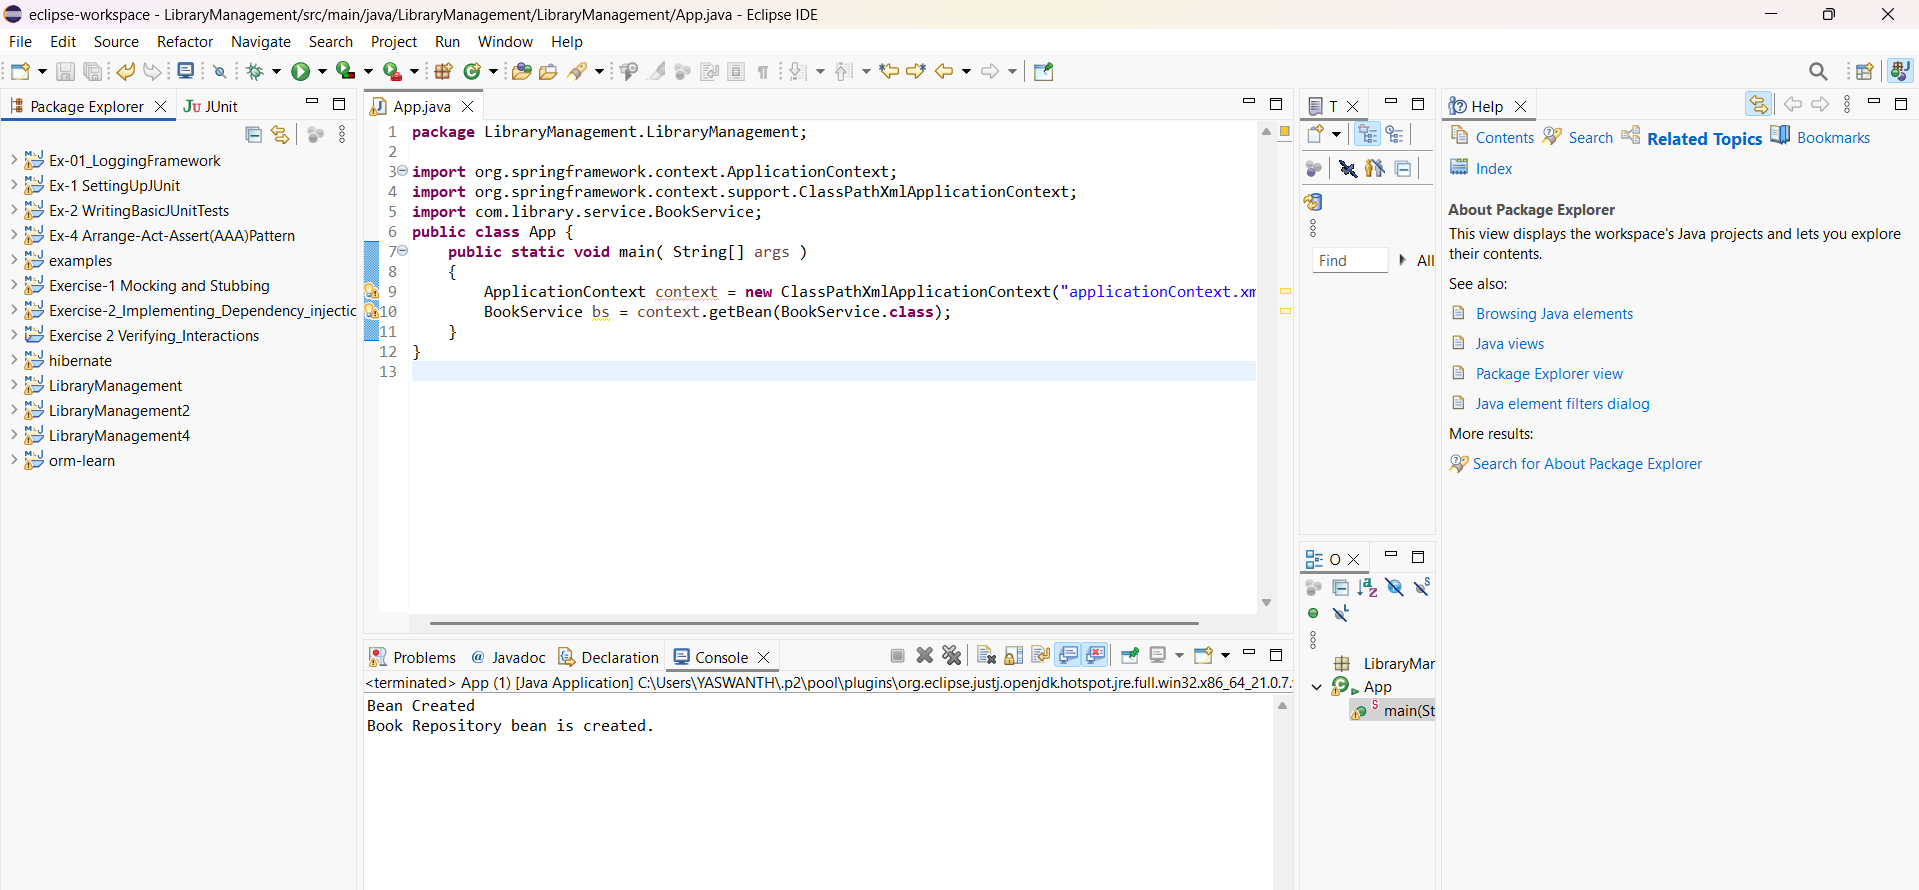 eclipse-workspace - LibraryManagement/src/main/java/LibraryManagement/LibraryManagement/App.java - Eclipse IDE
File Edit Source Refactor Navigate Search Project Run Window Help
Package Explorer
JUnit
Ex-01_LoggingFramework
Ex-1 SettingUpJUnit
Ex-2 WritingBasicJUnitTests
Ex-4 Arrange-Act-Assert(AAA)Pattern
examples
Exercise-1 Mocking and Stubbing
Exercise-2_Implementing_Dependency_injectic
Exercise 2 Verifying_Interactions
hibernate
LibraryManagement
LibraryManagement2
LibraryManagement4
orm-learn
App.java
1 package LibraryManagement.LibraryManagement;
2
3 import org.springframework.context.ApplicationContext;
4 import org.springframework.context.support.ClassPathXmlApplicationContext;
5 import com.library.service.BookService;
6 public class App {
7 public static void main( String[] args )
8 {
9 ApplicationContext context = new ClassPathXmlApplicationContext("applicationContext.xm
10 BookService bs = context.getBean(BookService.class);
11 }
12 }
13
Problems @ Javadoc Declaration Console
<terminated> App (1) [Java Application] C:\Users\YASWANTH\.p2\pool\plugins\org.eclipse.justj.openjdk.hotspot.jre.full.win32.x86_64_21.0.7.
Bean Created
Book Repository bean is created.
T
Find
All
O
LibraryMar
App
main(St
Help
Contents Search Related Topics Bookmarks
Index
About Package Explorer
This view displays the workspace's Java projects and lets you explore
their contents.
See also:
Browsing Java elements
Java views
Package Explorer view
Java element filters dialog
More results:
Search for About Package Explorer